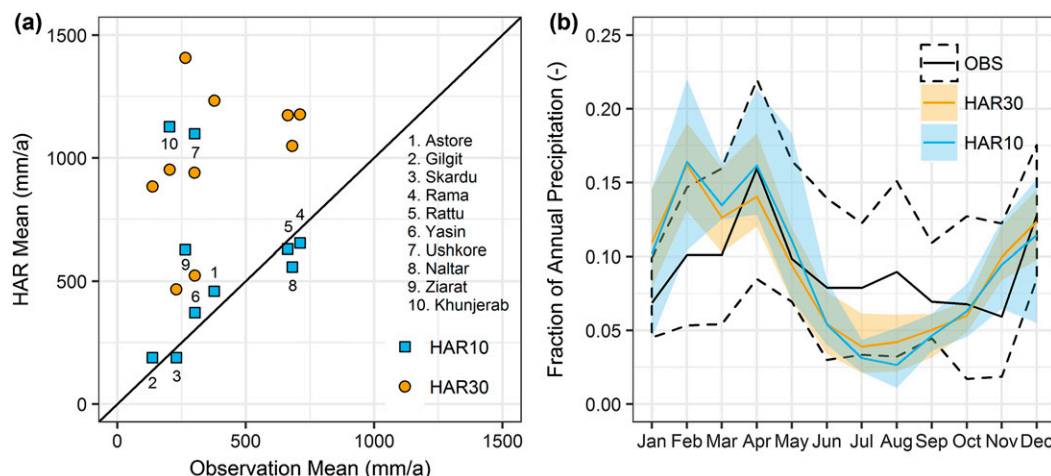 (a)
1500
1000
500
0
HAR Mean (mm/a)
10
7
4
5
8
9
1
6
2
3
1. Astore
2. Gilgit
3. Skardu
4. Rama
5. Rattu
6. Yasin
7. Ushkore
8. Naltar
9. Ziarat
10. Khunjerab
HAR10
HAR30
0 500 1000 1500
Observation Mean (mm/a)
(b)
0.25
0.20
0.15
0.10
0.05
0.00
Fraction of Annual Precipitation (-)
OBS
HAR30
HAR10
Jan Feb Mar Apr May Jun Jul Aug Sep Oct Nov Dec